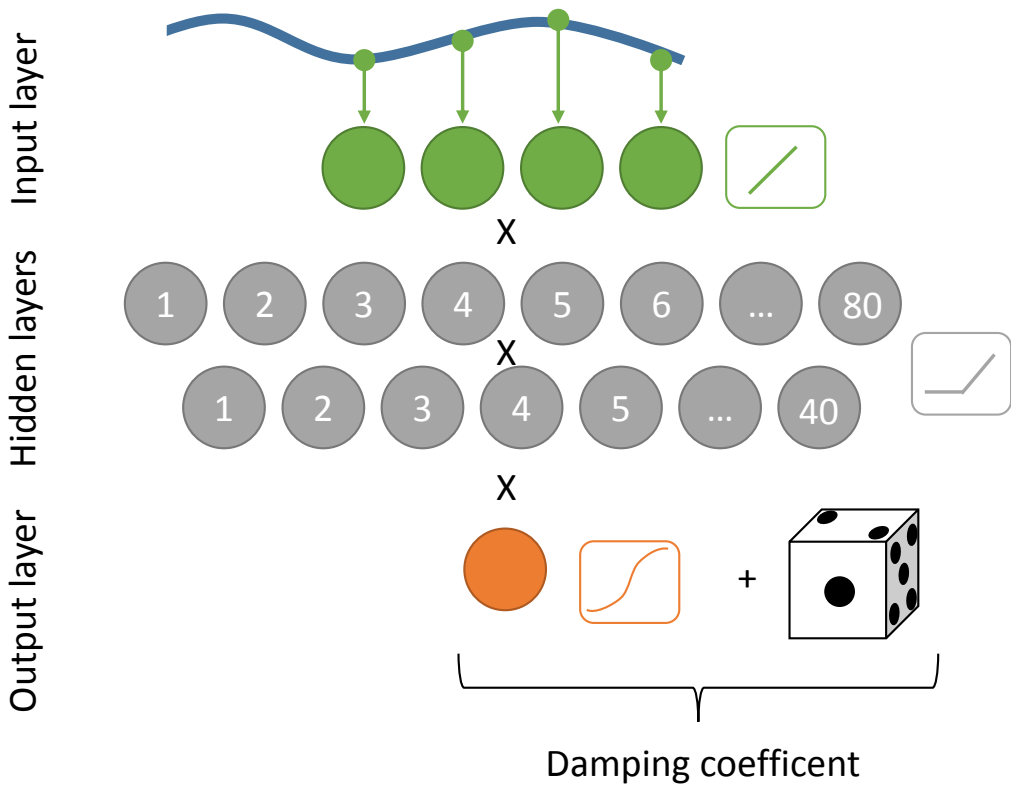 Input layer
X
Hidden layers
1 2 3 4 5 6 ... 80
X
1 2 3 4 5 ... 40
X
Output layer
+
Damping coefficent